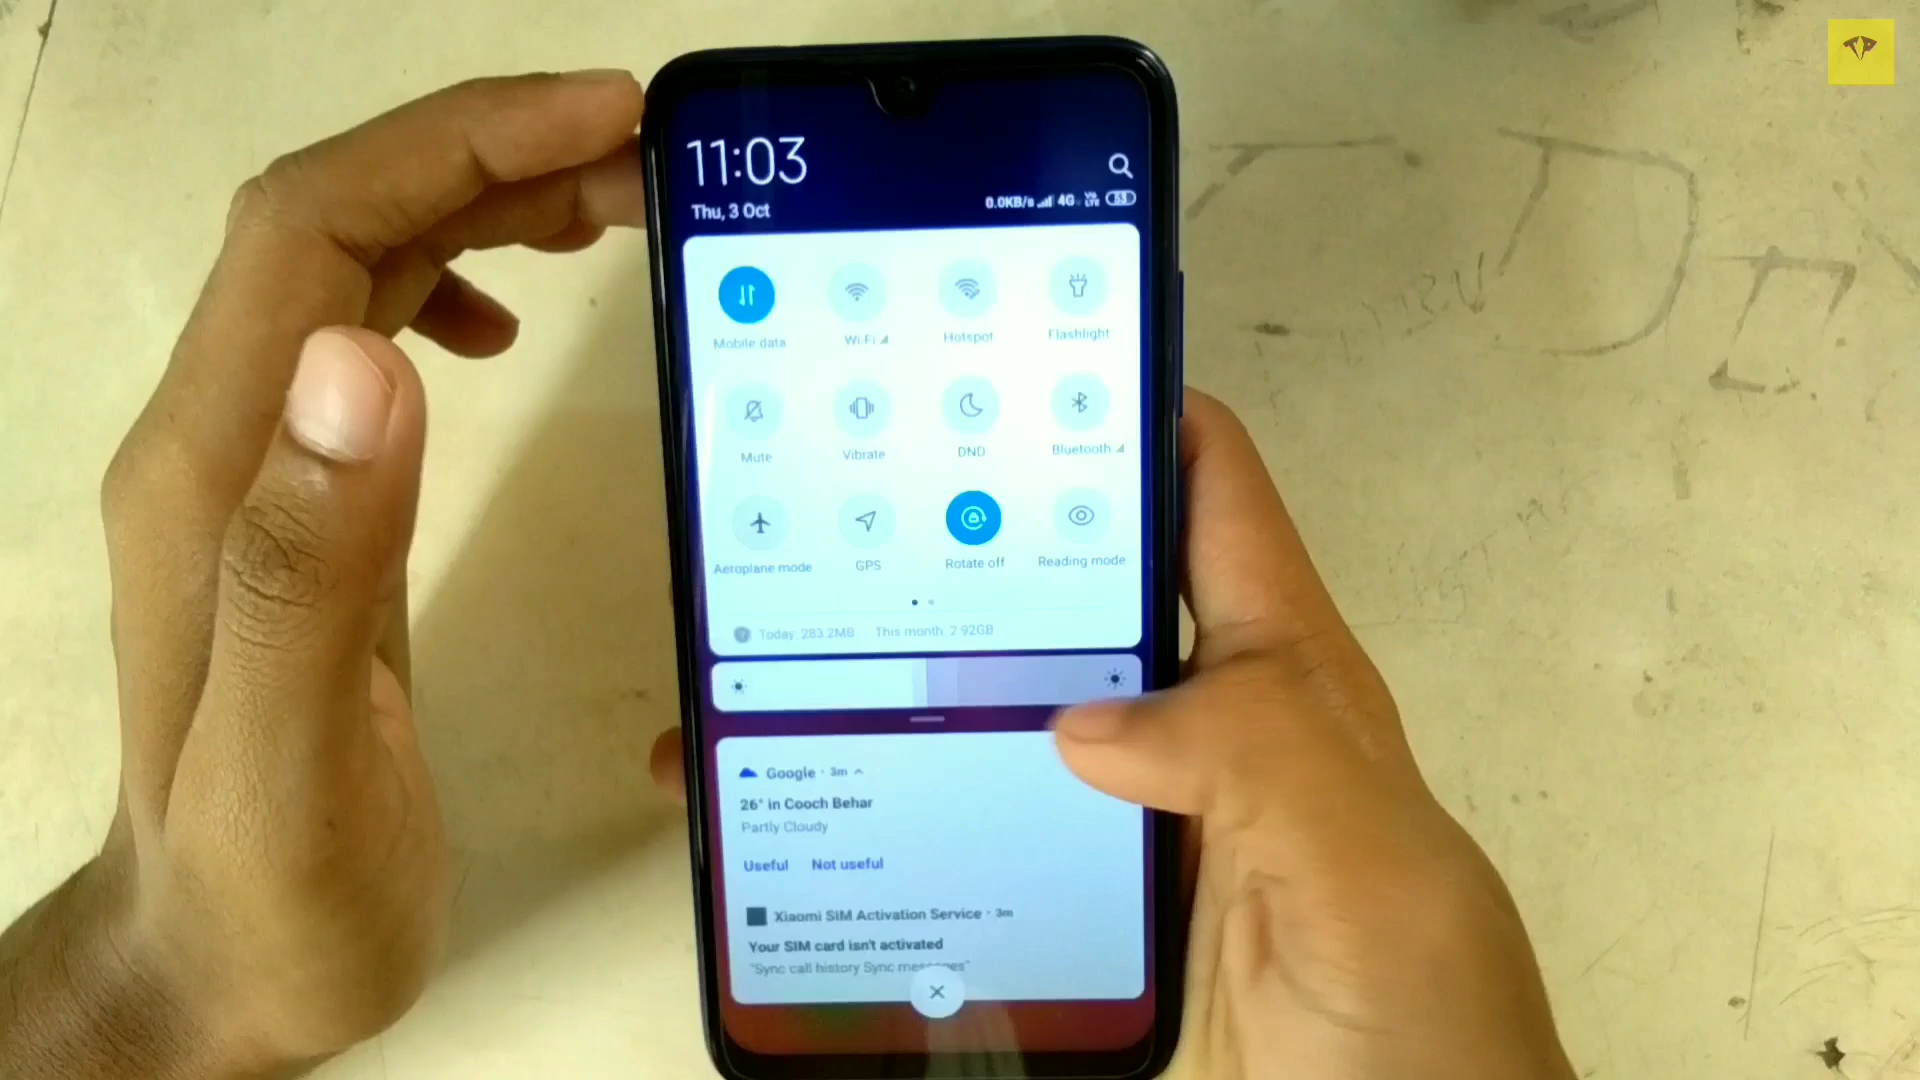 11:03
Thu, 3 Oct
0.0KB/s 4G 53
Mobile data Wi-Fi Hotspot Flashlight
Mute Vibrate DND Bluetooth
Aeroplane mode GPS Rotate off Reading mode
Today: 283.2MB This month: 2.92GB
Google · 3m
26° in Cooch Behar
Partly Cloudy
Useful Not useful
Xiaomi SIM Activation Service · 3m
Your SIM card isn't activated
"Sync call history Sync messages"